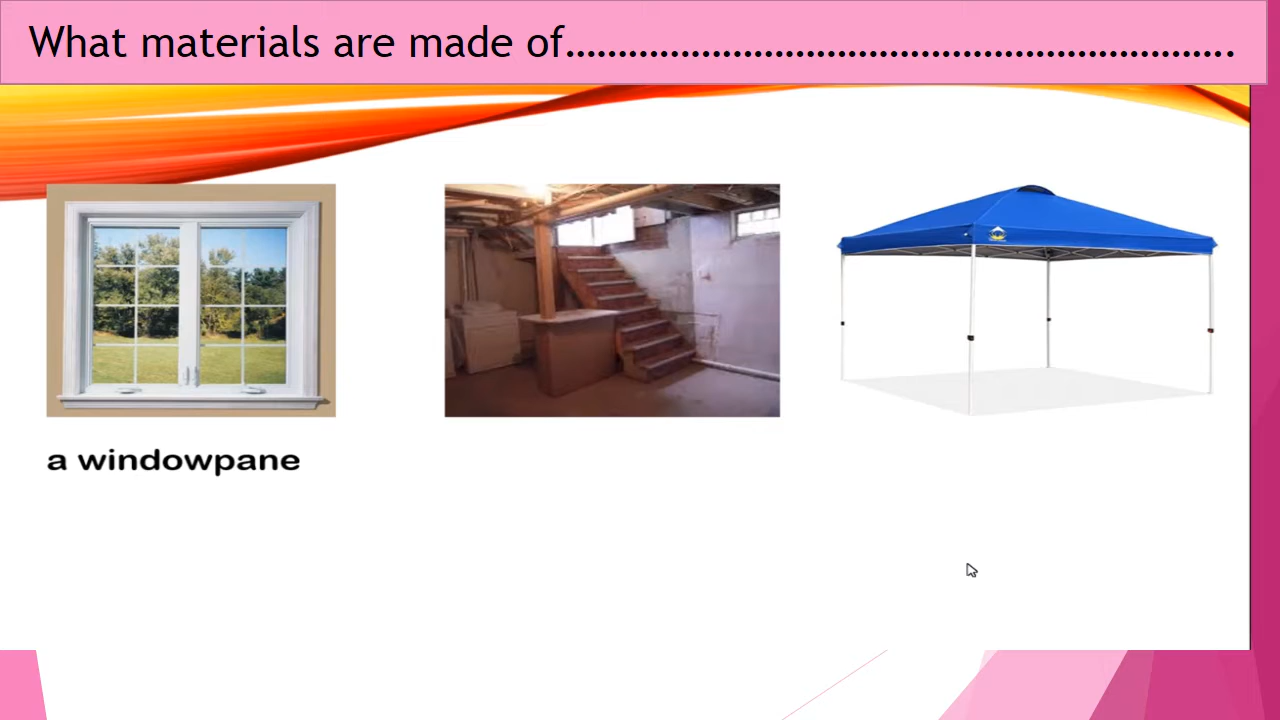 What materials are made of…………………………………………………………..
a windowpane